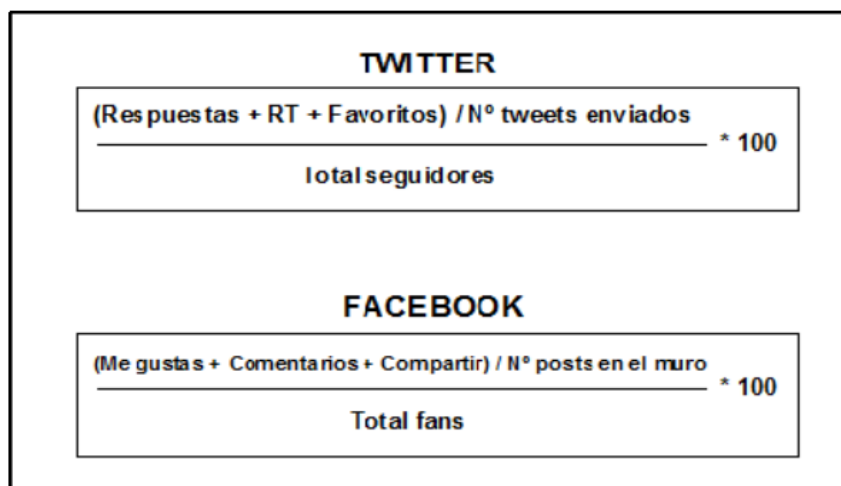 TWITTER
(Respuestas + RT + Favoritos) / Nº tweets enviados
* 100
Total seguidores
FACEBOOK
(Me gustas + Comentarios + Compartir) / Nº posts en el muro
* 100
Total fans